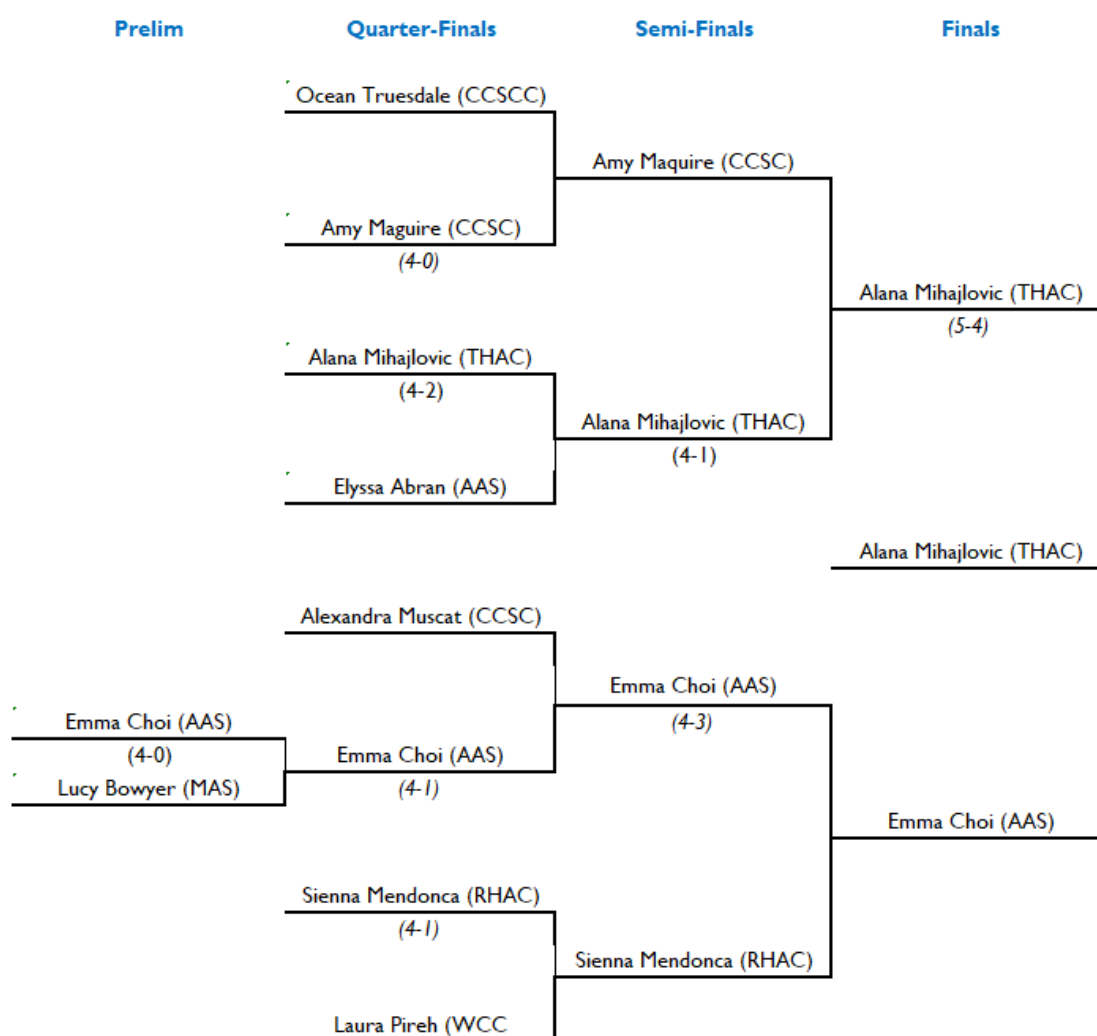 Prelim Quarter-Finals Semi-Finals Finals
Ocean Truesdale (CCSCC)
Amy Maquire (CCSC)
Amy Maguire (CCSC)
(4-0)
Alana Mihajlovic (THAC)
(5-4)
Alana Mihajlovic (THAC)
(4-2)
Alana Mihajlovic (THAC)
(4-1)
Elyssa Abran (AAS)
Alana Mihajlovic (THAC)
Alexandra Muscat (CCSC)
Emma Choi (AAS)
(4-3)
Emma Choi (AAS)
(4-0)
Emma Choi (AAS)
(4-1)
Lucy Bowyer (MAS)
Emma Choi (AAS)
Sienna Mendonca (RHAC)
(4-1)
Sienna Mendonca (RHAC)
Laura Pireh (WCC